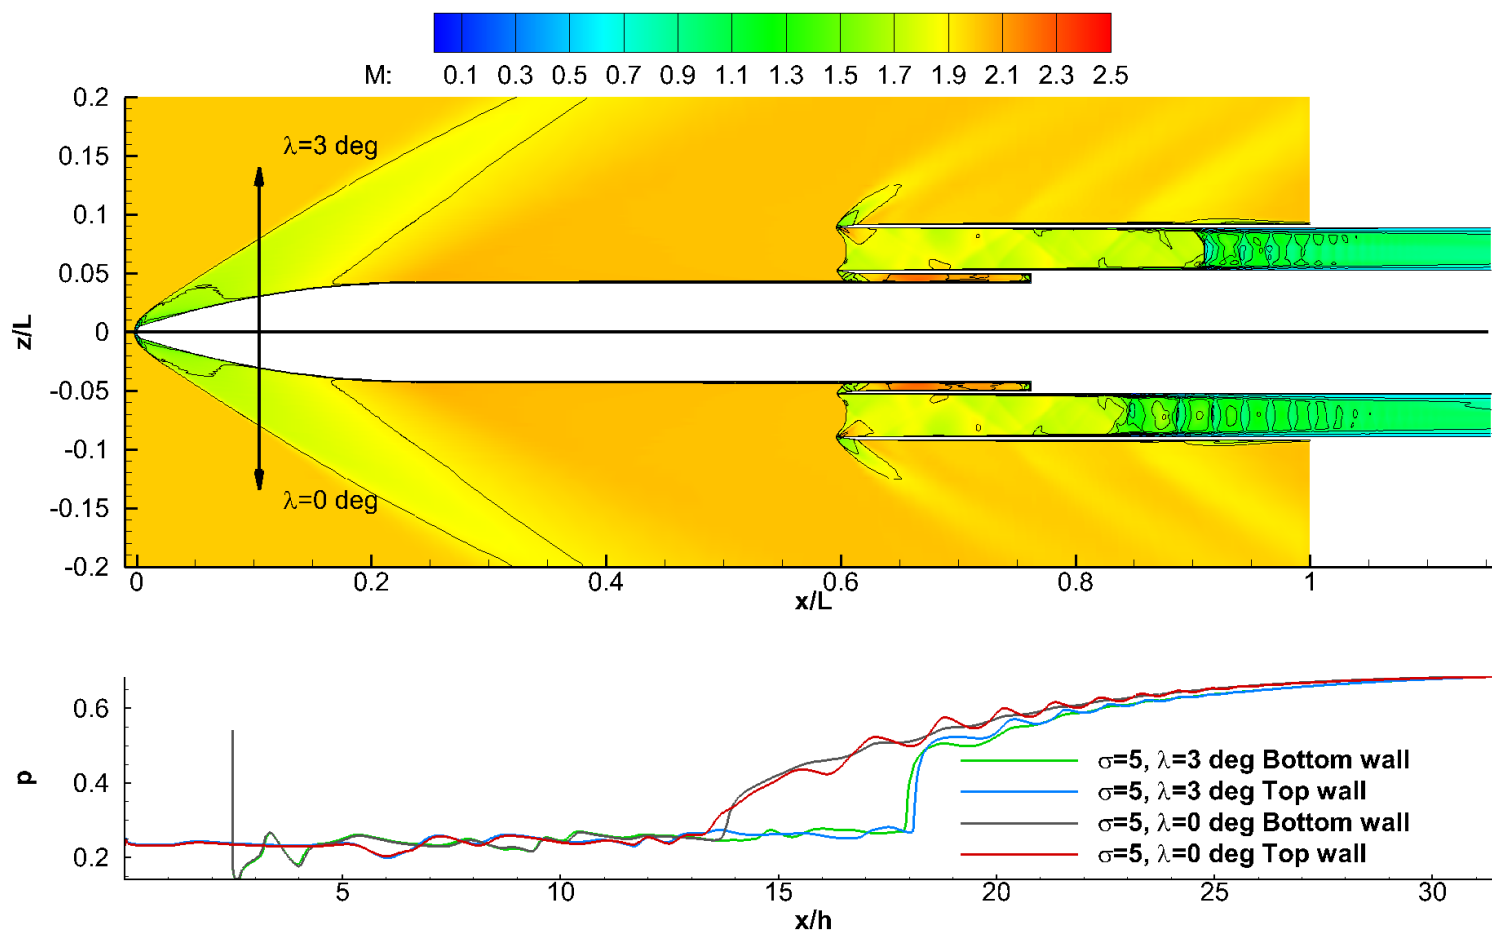 M: 0.1 0.3 0.5 0.7 0.9 1.1 1.3 1.5 1.7 1.9 2.1 2.3 2.5
0.2
0.15
0.1
0.05
0
-0.05
-0.1
-0.15
-0.2
z/L
λ=3 deg
λ=0 deg
0 0.2 0.4 0.6 0.8 1
x/L
0.6
0.4
0.2
p
σ=5, λ=3 deg Bottom wall
σ=5, λ=3 deg Top wall
σ=5, λ=0 deg Bottom wall
σ=5, λ=0 deg Top wall
5 10 15 20 25 30
x/h